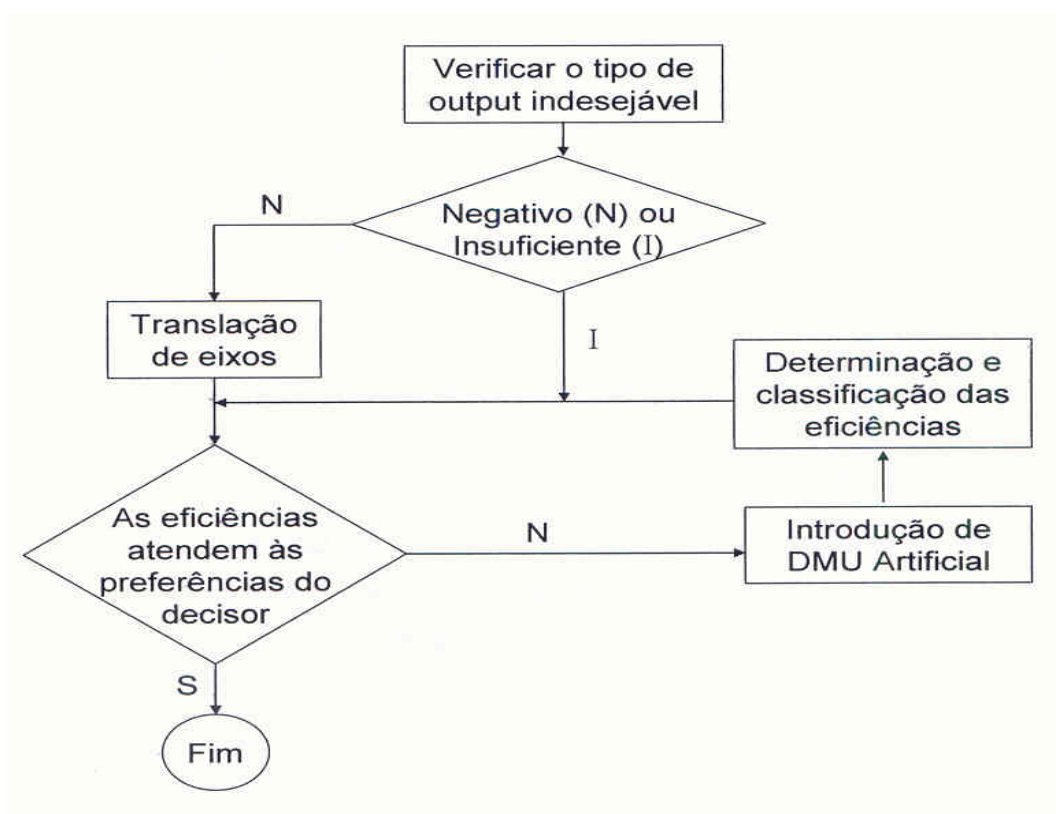 Verificar o tipo de
output indesejável
Negativo (N) ou
Insuficiente (I)
N
I
Translação
de eixos
Determinação e
classificação das
eficiências
As eficiências
atendem às
preferências do
decisor
N
Introdução de
DMU Artificial
S
Fim